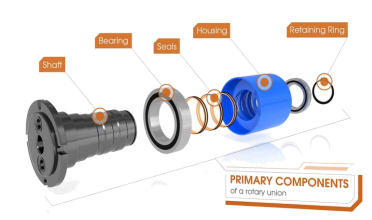 Housing
Retaining Ring
Bearing
Seals
Shaft
PRIMARY COMPONENTS
of a rotary union